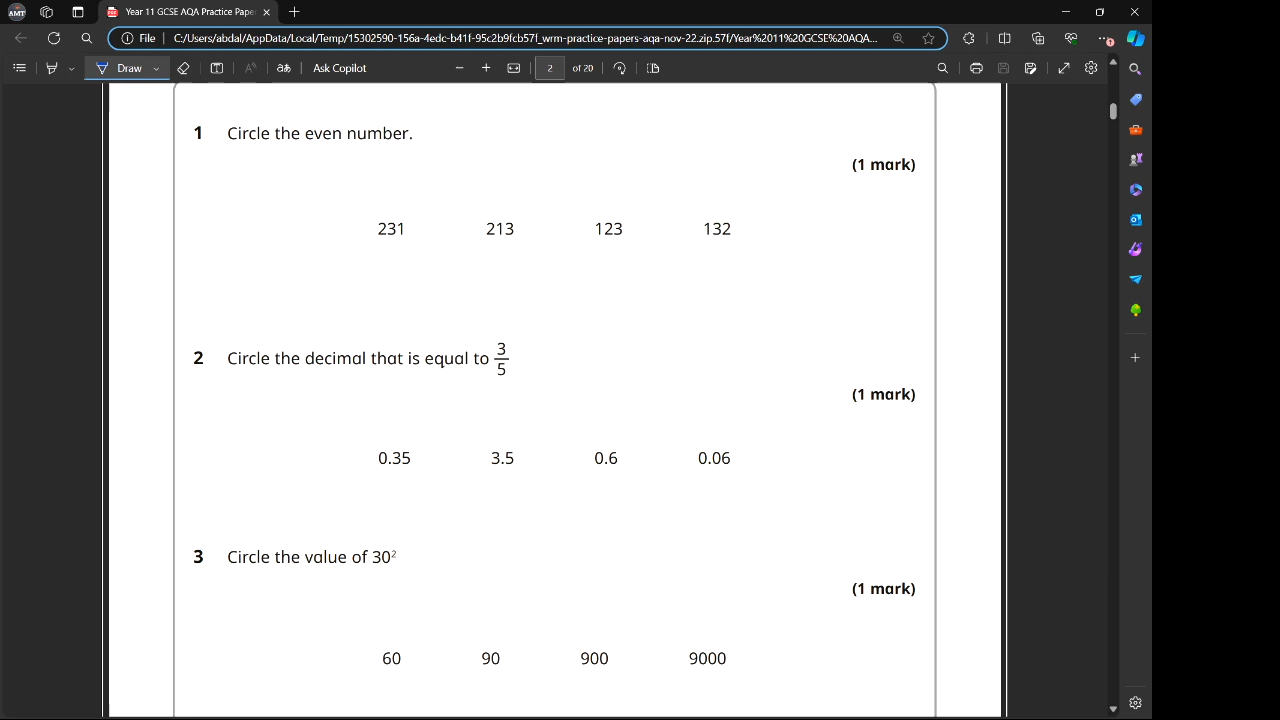 AMT
Year 11 GCSE AQA Practice Paper
File
C:/Users/abdal/AppData/Local/Temp/15302590-156a-4edc-b41f-95c2b9fcb57f_wrm-practice-papers-aqa-nov-22.zip.57f/Year%2011%20GCSE%20AQA...
Draw
Ask Copilot
2 of 20
1 Circle the even number.
(1 mark)
231 213 123 132
2 Circle the decimal that is equal to 3/5
(1 mark)
0.35 3.5 0.6 0.06
3 Circle the value of 30²
(1 mark)
60 90 900 9000